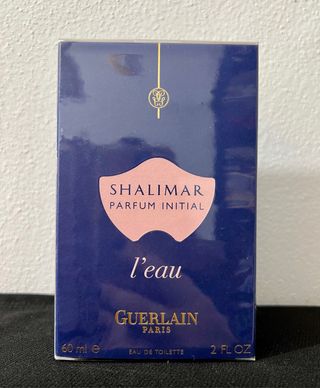 SHALIMAR
PARFUM INITIAL
l'eau
GUERLAIN
PARIS
60 ml ℮ EAU DE TOILETTE 2 FL OZ